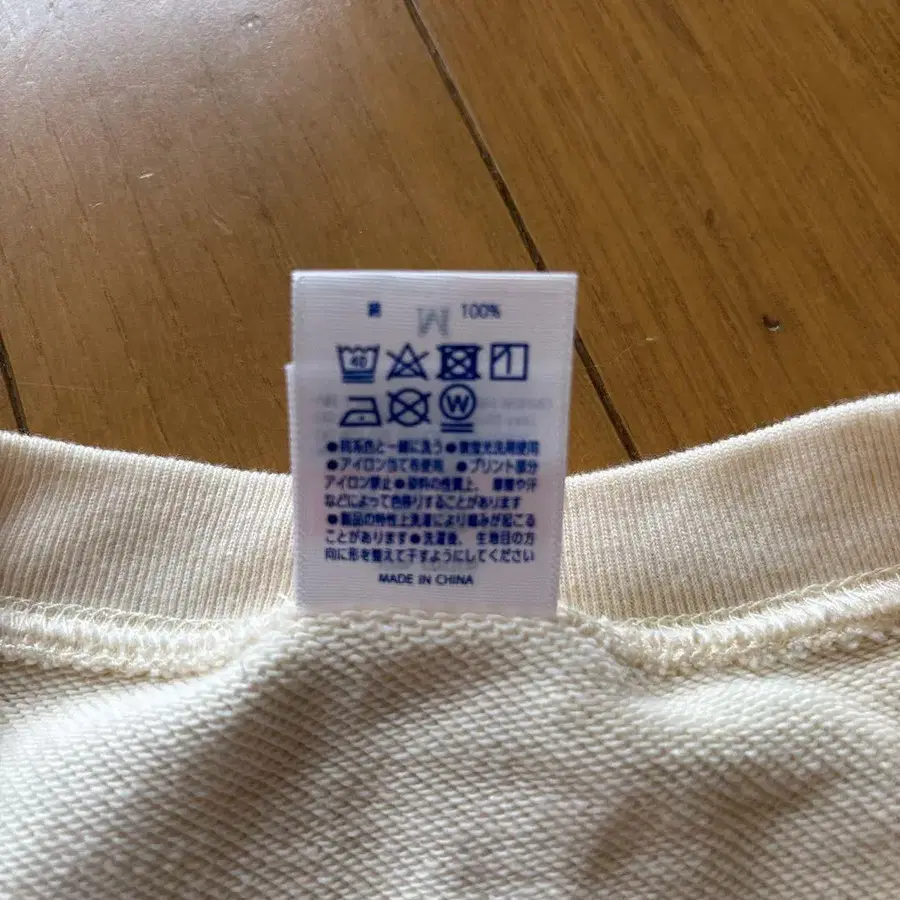 綿 100%
M
40
W
●同系色と一緒に洗う●無蛍光洗剤使用
●アイロン当て布使用 ●プリント部分
アイロン禁止●染料の性質上、摩擦や汗
などによって色移りすることがあります
●製品の特性上洗濯により縮みが起こる
ことがあります●洗濯後、生地目の方
向に形を整えて干すようにしてください
MADE IN CHINA